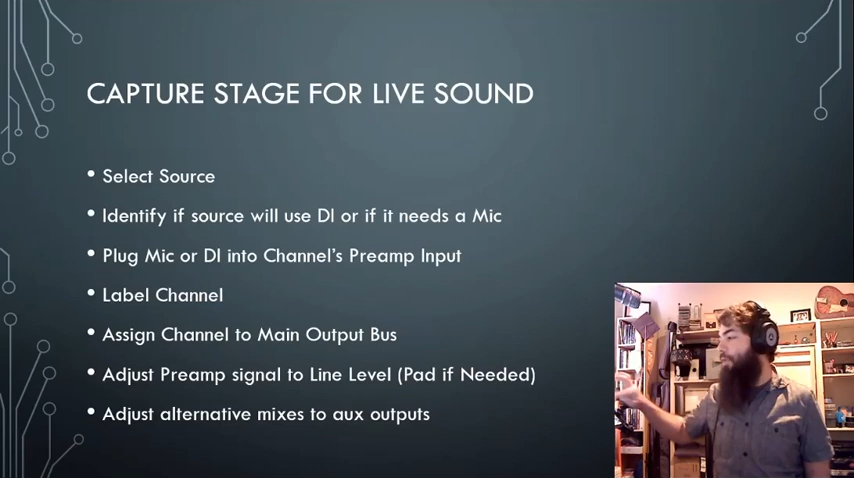 CAPTURE STAGE FOR LIVE SOUND
• Select Source
• Identify if source will use DI or if it needs a Mic
• Plug Mic or DI into Channel's Preamp Input
• Label Channel
• Assign Channel to Main Output Bus
• Adjust Preamp signal to Line Level (Pad if Needed)
• Adjust alternative mixes to aux outputs